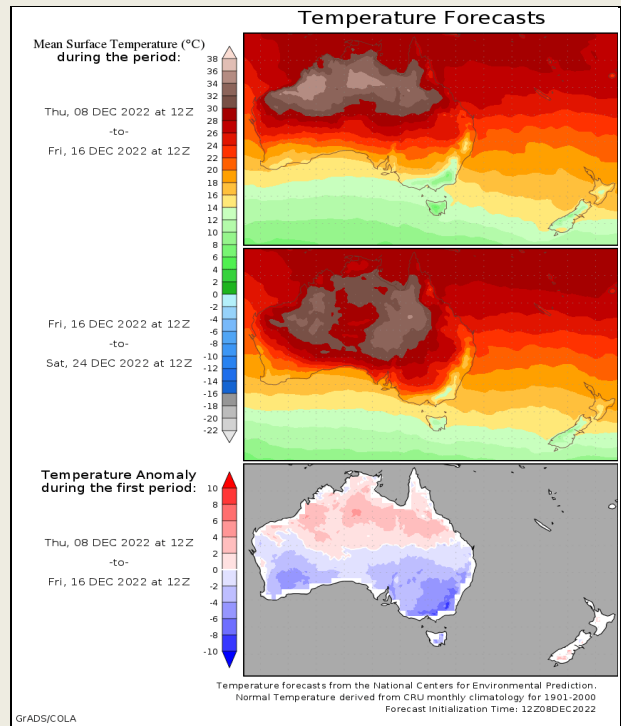 Temperature Forecasts
Mean Surface Temperature (°C)
during the period:
Thu, 08 DEC 2022 at 12Z
-to-
Fri, 16 DEC 2022 at 12Z
38
36
34
32
30
28
26
24
22
20
18
16
14
12
10
8
6
4
2
0
-2
-4
-6
-8
-10
-12
-14
-16
-18
-20
-22
Fri, 16 DEC 2022 at 12Z
-to-
Sat, 24 DEC 2022 at 12Z
Temperature Anomaly
during the first period:
Thu, 08 DEC 2022 at 12Z
-to-
Fri, 16 DEC 2022 at 12Z
10
8
6
4
2
0
-2
-4
-6
-8
-10
Temperature forecasts from the National Centers for Environmental Prediction.
Normal Temperature derived from CRU monthly climatology for 1901-2000
Forecast Initialization Time: 12Z08DEC2022
GrADS/COLA